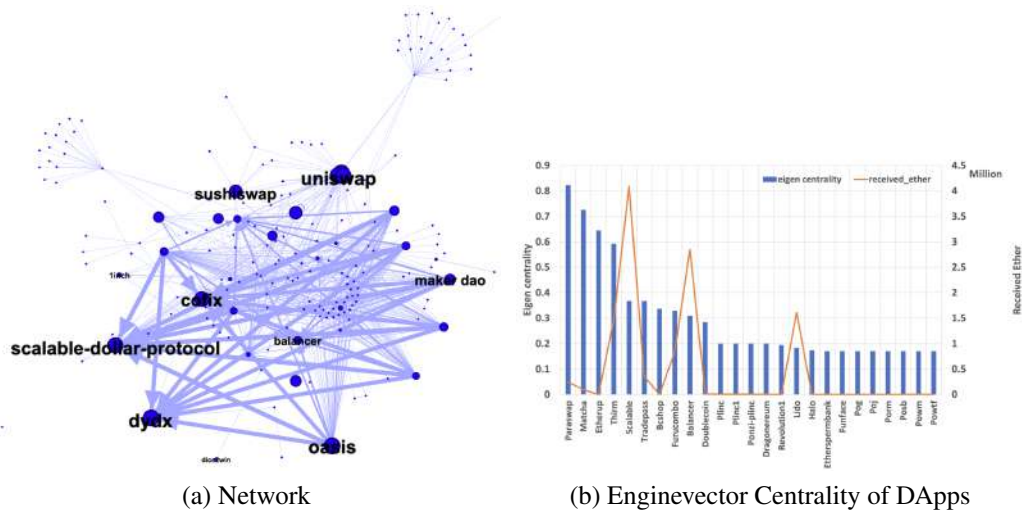 uniswap
sushiswap
1inch
maker dao
cofix
balancer
scalable-dollar-protocol
dydx
oasis
(a) Network
0.9
0.8
0.7
0.6
0.5
0.4
0.3
0.2
0.1
0
Eigen centrality
eigen centrality
received_ether
4.5
4
3.5
3
2.5
2
1.5
1
0.5
0
Million
Received Ether
Paraswap
Matcha
Etherup
Thirm
Scalable
Tradepass
Bcshop
Furucombo
Balancer
Doublecoin
Plinc
Plinc1
Ponzi-plinc
Dragonereum
Revolution1
Lido
Halo
Etherspermbank
Funface
Pog
Poj
Porm
Posb
Powm
Powtf
(b) Enginevector Centrality of DApps